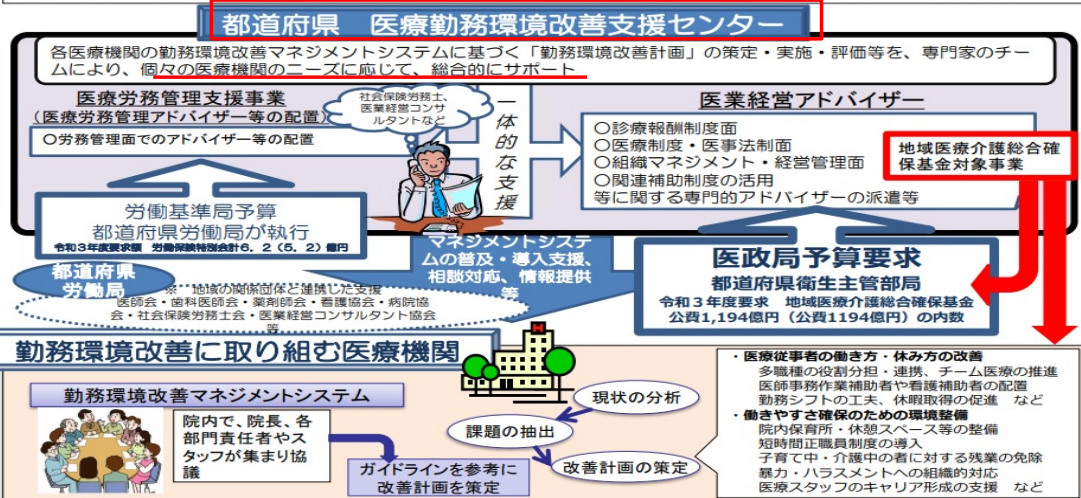 都道府県　医療勤務環境改善支援センター
各医療機関の勤務環境改善マネジメントシステムに基づく「勤務環境改善計画」の策定・実施・評価等を、専門家のチー
ムにより、個々の医療機関のニーズに応じて、総合的にサポート
医療労務管理支援事業
（医療労務管理アドバイザー等の配置）
○労務管理面でのアドバイザー等の配置
社会保険労務士、
医業経営コンサ
ルタントなど
一体的な支援
医業経営アドバイザー
○診療報酬制度面
○医療制度・医事法制面
○組織マネジメント・経営管理面
○関連補助制度の活用
等に関する専門的アドバイザーの派遣等
地域医療介護総合確
保基金対象事業
労働基準局予算
都道府県労働局が執行
令和３年度要求額　労働保険特別会計６．２（５．２）億円
都道府県
労働局
マネジメントシステ
ムの普及・導入支援、
相談対応、情報提供
等
医政局予算要求
都道府県衛生主管部局
令和３年度要求　地域医療介護総合確保基金
公費1,194億円（公費1194億円）の内数
※　地域の関係団体と連携した支援
医師会・歯科医師会・薬剤師会・看護協会・病院協
会・社会保険労務士会・医業経営コンサルタント協会
等
勤務環境改善に取り組む医療機関
H
勤務環境改善マネジメントシステム
院内で、院長、各
部門責任者やス
タッフが集まり協
議
ガイドラインを参考に
改善計画を策定
現状の分析
課題の抽出
改善計画の策定
・医療従事者の働き方・休み方の改善
多職種の役割分担・連携、チーム医療の推進
医師事務作業補助者や看護補助者の配置
勤務シフトの工夫、休暇取得の促進　など
・働きやすさ確保のための環境整備
院内保育所・休憩スペース等の整備
短時間正職員制度の導入
子育て中・介護中の者に対する残業の免除
暴力・ハラスメントへの組織的対応
医療スタッフのキャリア形成の支援　など